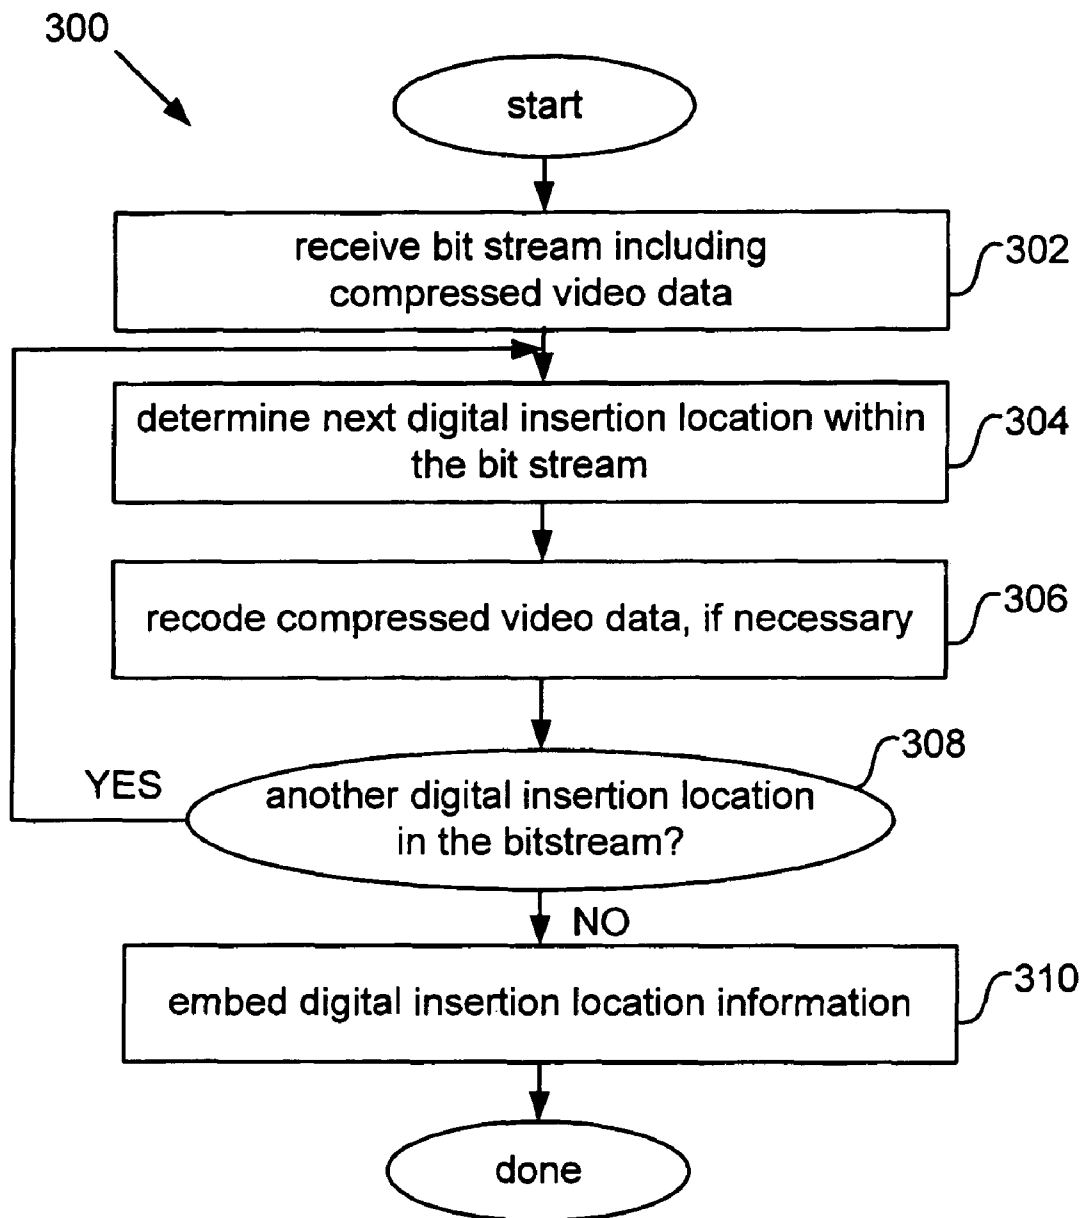 300
start
receive bit stream including
compressed video data
302
determine next digital insertion location within
the bit stream
304
recode compressed video data, if necessary
306
308
YES
another digital insertion location
in the bitstream?
NO
embed digital insertion location information
310
done